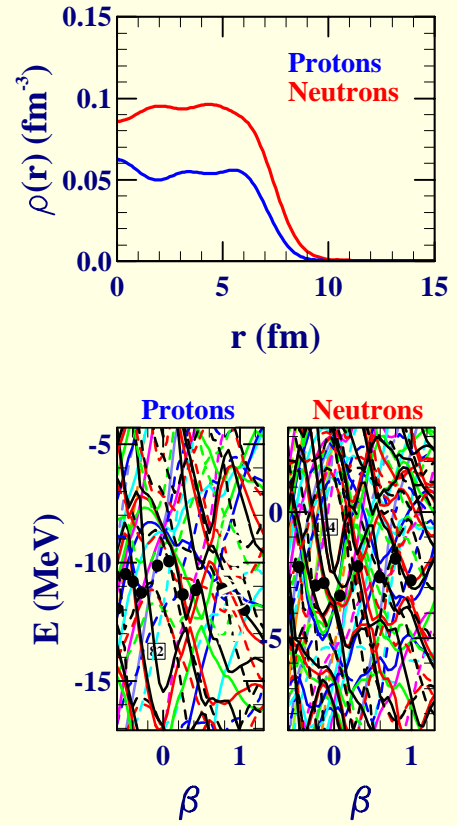 ρ(r) (fm-3)
0.15
0.1
0.05
0.0
Protons
Neutrons
0 5 10 15
r (fm)
Protons Neutrons
E (MeV)
-5
-10
-15
82
0
-5
0 1 0 1
β β